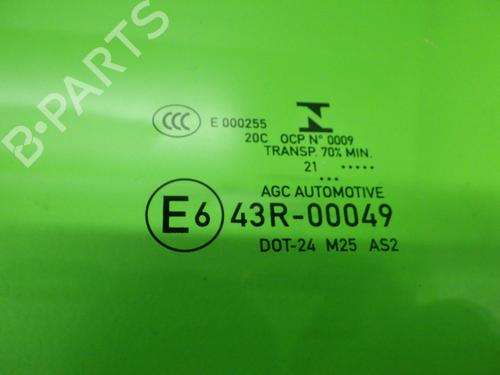 B-PARTS
CCC E 000255
20C OCP N° 0009
TRANSP. 70% MIN.
21 .....
...
AGC AUTOMOTIVE
E6 43R-00049
DOT-24 M25 AS2